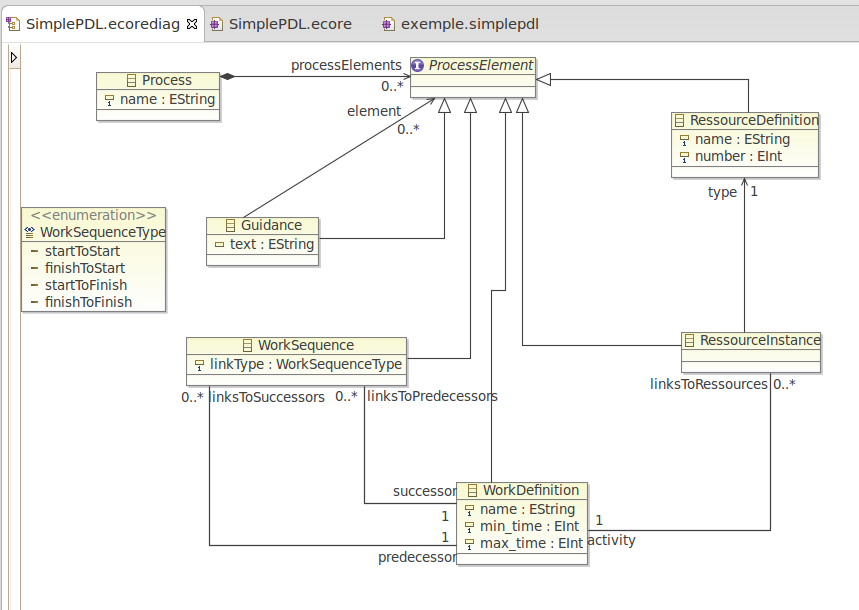 SimplePDL.ecorediag
SimplePDL.ecore
exemple.simplepdl
processElements
0..*
ProcessElement
Process
name : EString
element
0..*
RessourceDefinition
name : EString
number : EInt
type
1
<<enumeration>>
WorkSequenceType
startToStart
finishToStart
startToFinish
finishToFinish
Guidance
text : EString
WorkSequence
linkType : WorkSequenceType
RessourceInstance
linksToRessources
0..*
0..*
linksToSuccessors
0..*
linksToPredecessors
successor
1
1
predecessor
WorkDefinition
name : EString
min_time : EInt
max_time : EInt
1
activity